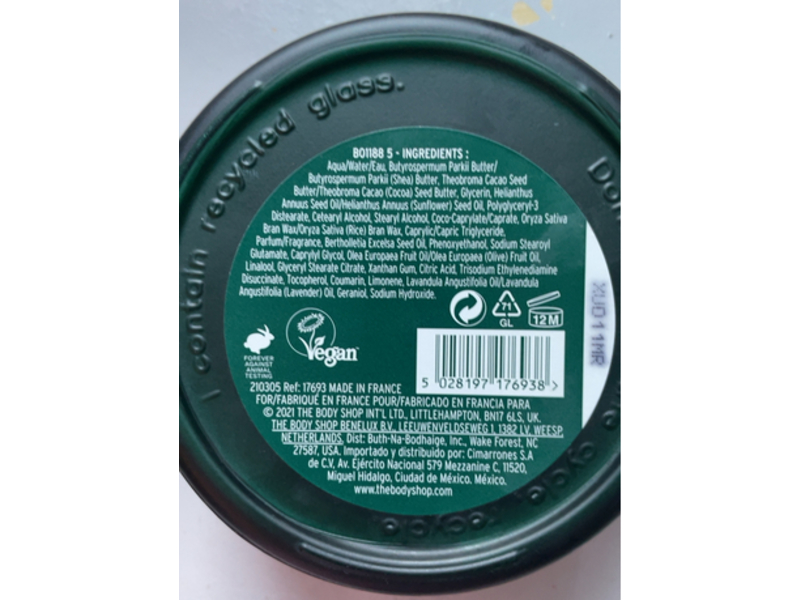 I contain recycled glass.
BO1188 5 - INGREDIENTS :
Aqua/Water/Eau, Butyrospermum Parkii Butter/
Butyrospermum Parkii (Shea) Butter, Theobroma Cacao Seed
Butter/Theobroma Cacao (Cocoa) Seed Butter, Glycerin, Helianthus
Annuus Seed Oil/Helianthus Annuus (Sunflower) Seed Oil, Polyglyceryl-3
Distearate, Cetearyl Alcohol, Stearyl Alcohol, Coco-Caprylate/Caprate, Oryza Sativa
Bran Wax/Oryza Sativa (Rice) Bran Wax, Caprylic/Capric Triglyceride,
Parfum/Fragrance, Bertholletia Excelsa Seed Oil, Phenoxyethanol, Sodium Stearoyl
Glutamate, Caprylyl Glycol, Olea Europaea Fruit Oil/Olea Europaea (Olive) Fruit Oil,
Linalool, Glyceryl Stearate Citrate, Xanthan Gum, Citric Acid, Trisodium Ethylenediamine
Disuccinate, Tocopherol, Coumarin, Limonene, Lavandula Angustifolia Oil/Lavandula
Angustifolia (Lavender) Oil, Geraniol, Sodium Hydroxide.
71
GL
12 M
XU011MR
FOREVER
AGAINST
ANIMAL
TESTING
Vegan
5 028197 176938 >
210305 Ref: 17693 MADE IN FRANCE
FOR/FABRIQUÉ EN FRANCE POUR/FABRICADO EN FRANCIA PARA
© 2021 THE BODY SHOP INT'L LTD., LITTLEHAMPTON, BN17 6LS, UK.
THE BODY SHOP BENELUX B.V., LEEUWENVELDSEWEG 1, 1382 LV, WEESP,
NETHERLANDS. Dist: Buth-Na-Bodhaige, Inc., Wake Forest, NC
27587, USA. Importado y distribuido por: Cimarrones S.A
de C.V, Av. Ejército Nacional 579 Mezzanine C, 11520,
Miguel Hidalgo, Ciudad de México. México.
www.thebodyshop.com
cycle, recycle.